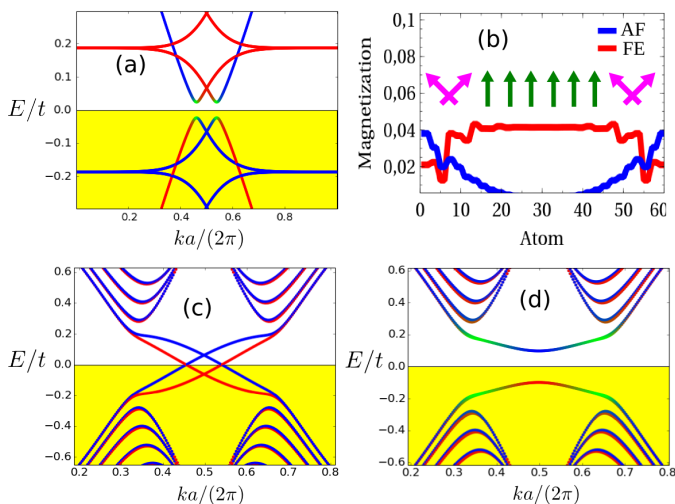 (a)
E/t
0.2
0.1
0.0
−0.1
−0.2
0.2 0.4 0.6 0.8
ka/(2π)
(b)
AF
FE
Magnetization
0,1
0,08
0,06
0,04
0,02
0 10 20 30 40 50 60
Atom
(c)
E/t
0.6
0.4
0.2
0.0
−0.2
−0.4
−0.6
0.2 0.3 0.4 0.5 0.6 0.7 0.8
ka/(2π)
(d)
E/t
0.6
0.4
0.2
0.0
−0.2
−0.4
−0.6
0.2 0.3 0.4 0.5 0.6 0.7 0.8
ka/(2π)